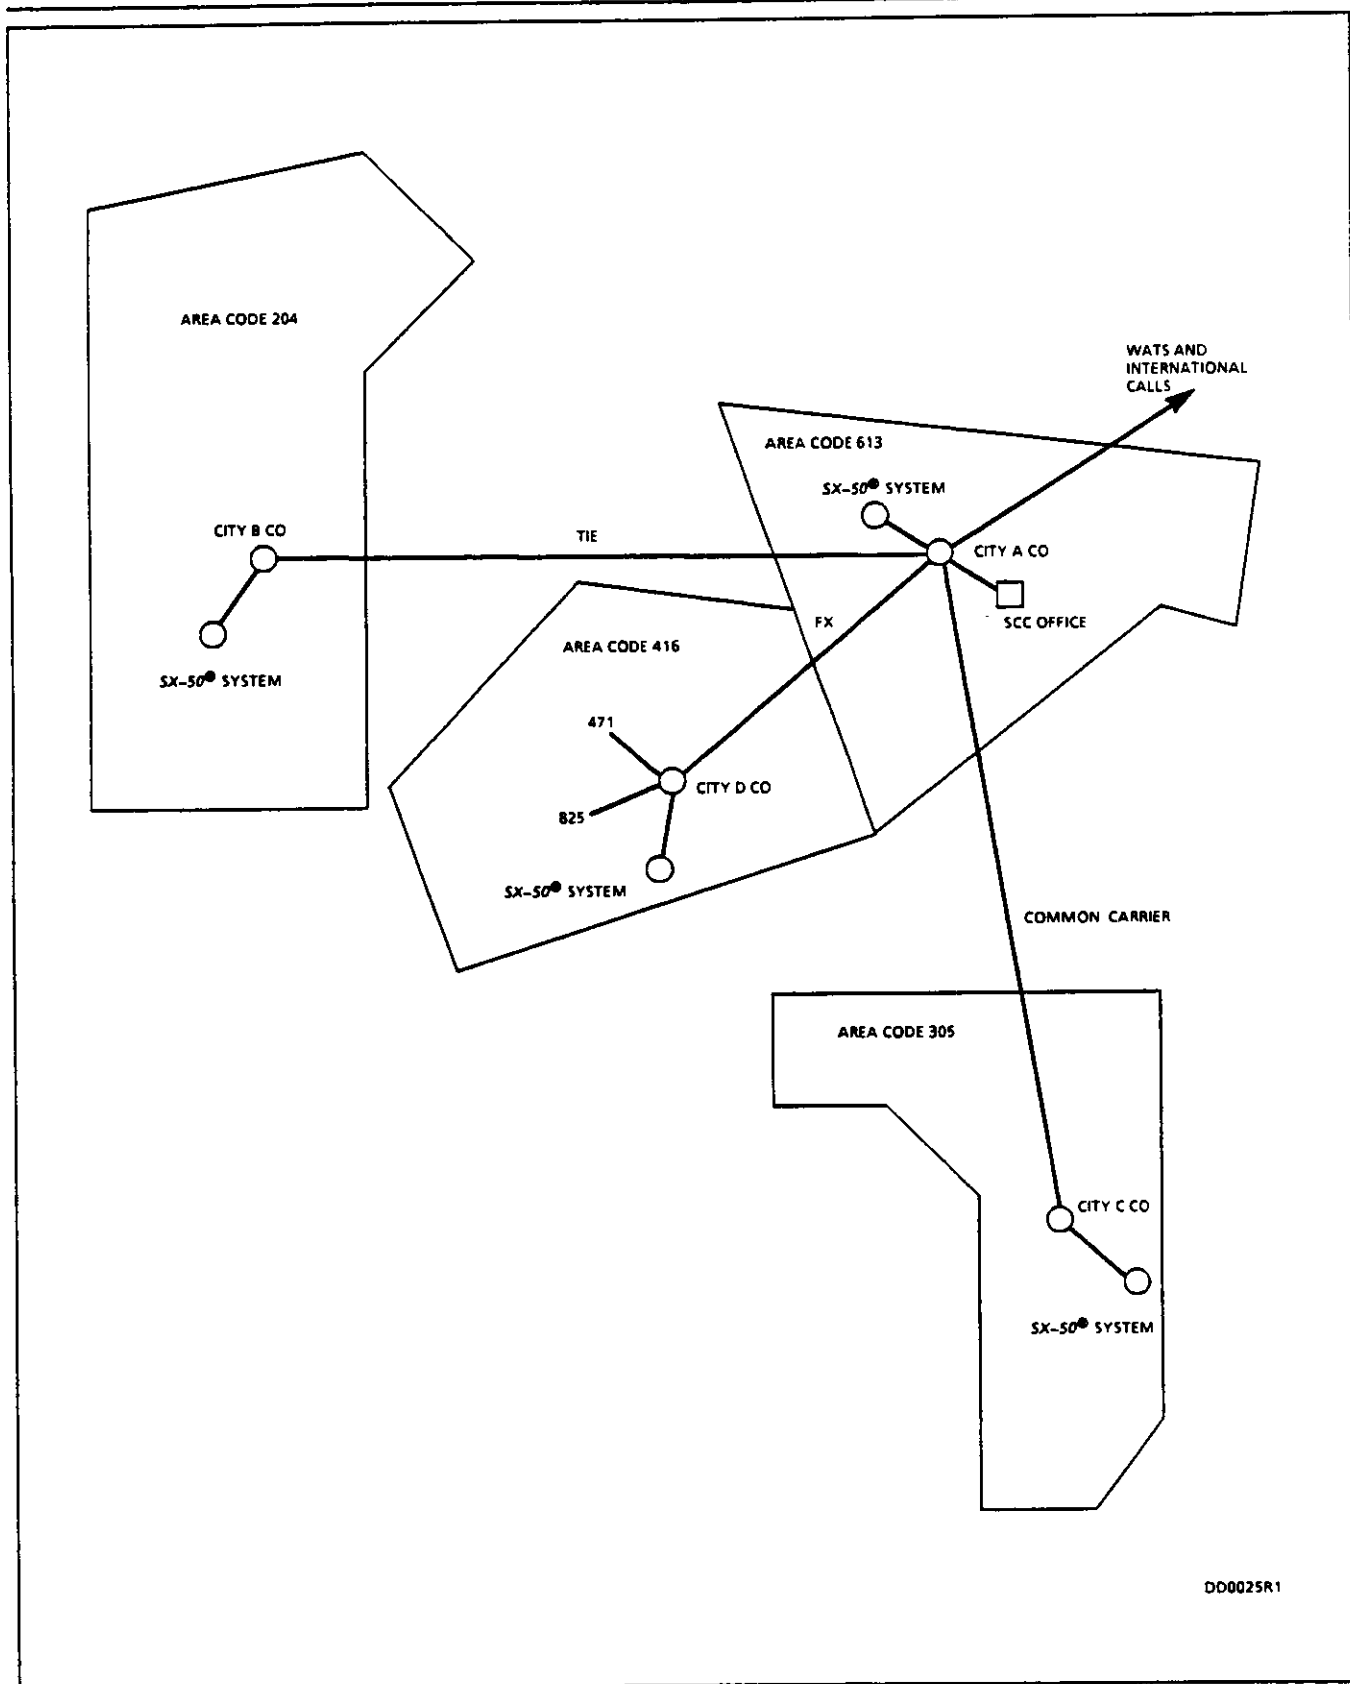 AREA CODE 204
WATS AND
INTERNATIONAL
CALLS
AREA CODE 613
SX-50® SYSTEM
CITY B CO
TIE
CITY A CO
SCC OFFICE
FX
AREA CODE 416
SX-50® SYSTEM
471
CITY D CO
825
SX-50® SYSTEM
COMMON CARRIER
AREA CODE 305
CITY C CO
SX-50® SYSTEM
DD0025R1